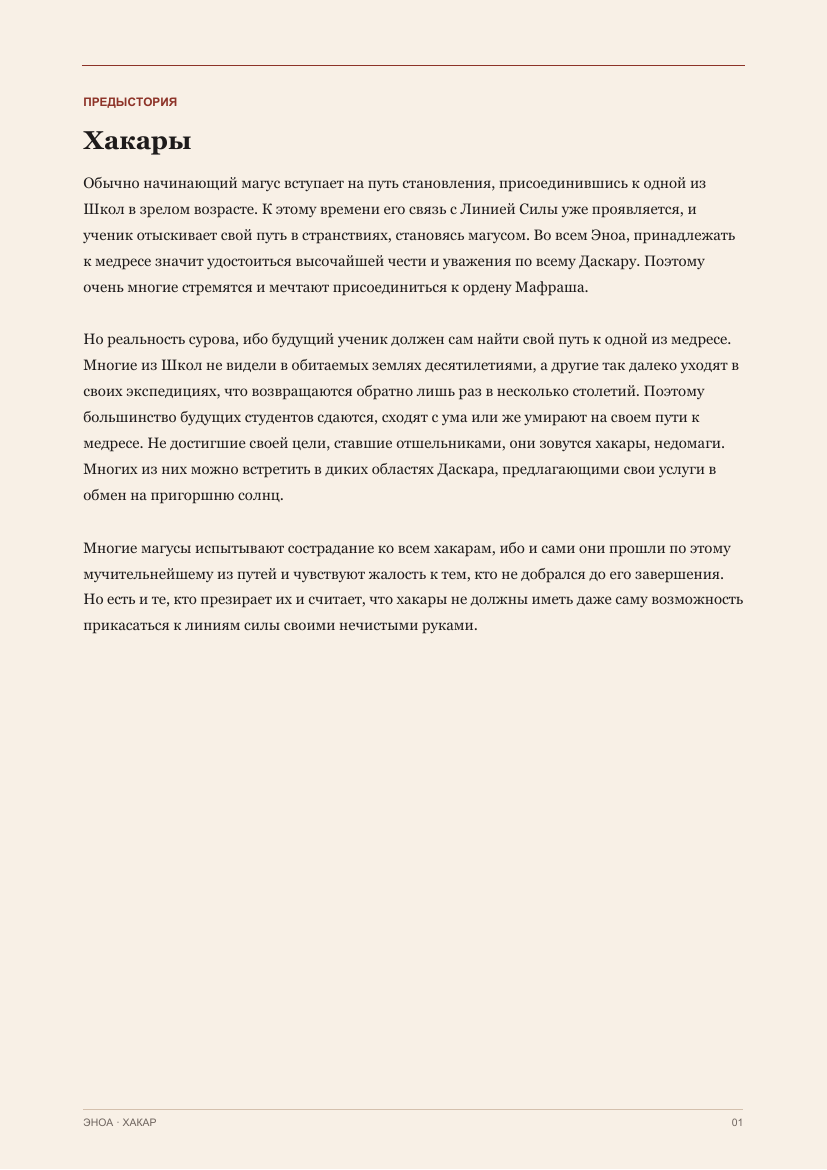 ПРЕДЫСТОРИЯ
Хакары
Обычно начинающий магус вступает на путь становления, присоединившись к одной из
Школ в зрелом возрасте. К этому времени его связь с Линией Силы уже проявляется, и
ученик отыскивает свой путь в странствиях, становясь магусом. Во всем Эноа, принадлежать
к медресе значит удостоиться высочайшей чести и уважения по всему Даскару. Поэтому
очень многие стремятся и мечтают присоединиться к ордену Мафраша.
Но реальность сурова, ибо будущий ученик должен сам найти свой путь к одной из медресе.
Многие из Школ не видели в обитаемых землях десятилетиями, а другие так далеко уходят в
своих экспедициях, что возвращаются обратно лишь раз в несколько столетий. Поэтому
большинство будущих студентов сдаются, сходят с ума или же умирают на своем пути к
медресе. Не достигшие своей цели, ставшие отшельниками, они зовутся хакары, недомаги.
Многих из них можно встретить в диких областях Даскара, предлагающими свои услуги в
обмен на пригоршню солнц.
Многие магусы испытывают сострадание ко всем хакарам, ибо и сами они прошли по этому
мучительнейшему из путей и чувствуют жалость к тем, кто не добрался до его завершения.
Но есть и те, кто презирает их и считает, что хакары не должны иметь даже саму возможность
прикасаться к линиям силы своими нечистыми руками.
ЭНОА · ХАКАР
01